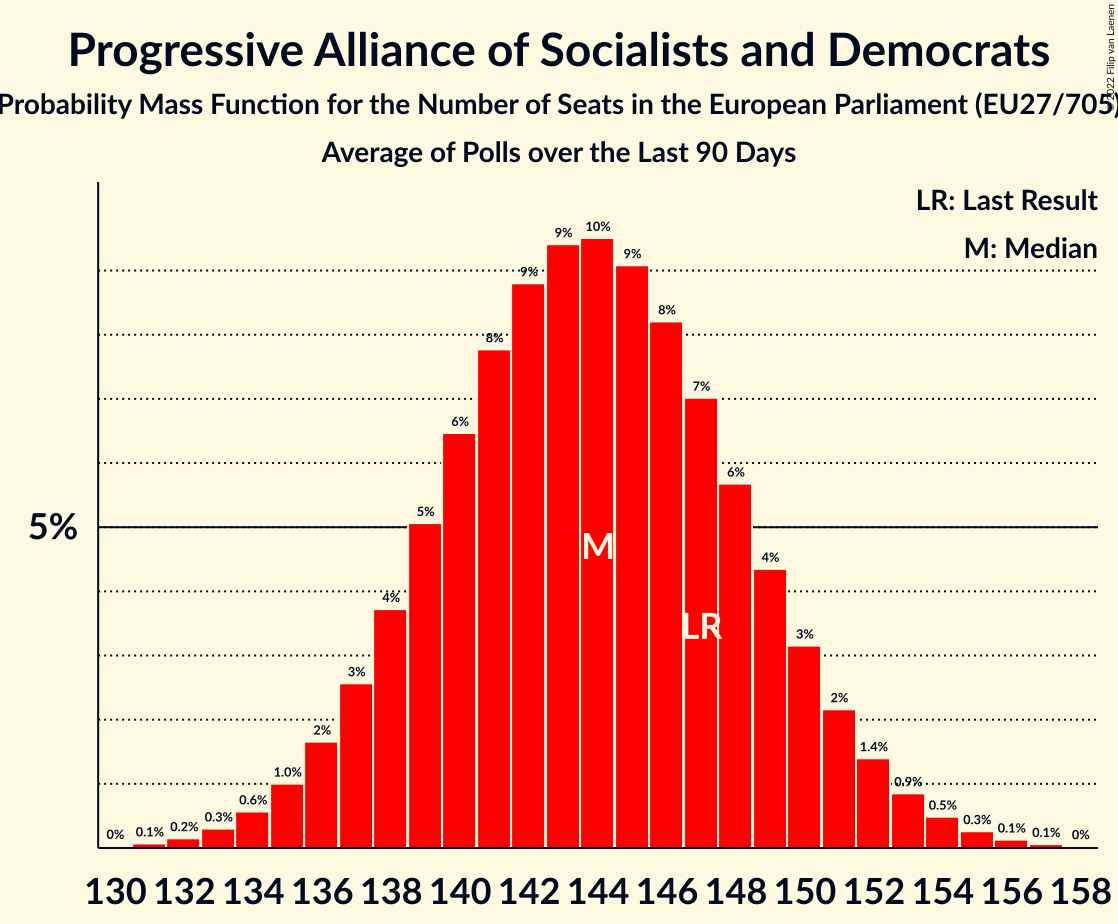 Progressive Alliance of Socialists and Democrats
Probability Mass Function for the Number of Seats in the European Parliament (EU27/705)
Average of Polls over the Last 90 Days
© 2022 Filip van Laenen
LR: Last Result
M: Median
5%
0% 0.1% 0.2% 0.3% 0.6% 1.0% 2% 3% 4% 5% 6% 8% 9% 9% 10% 9% 8% 7% 6% 4% 3% 2% 1.4% 0.9% 0.5% 0.3% 0.1% 0.1% 0%
M
LR
130 132 134 136 138 140 142 144 146 148 150 152 154 156 158